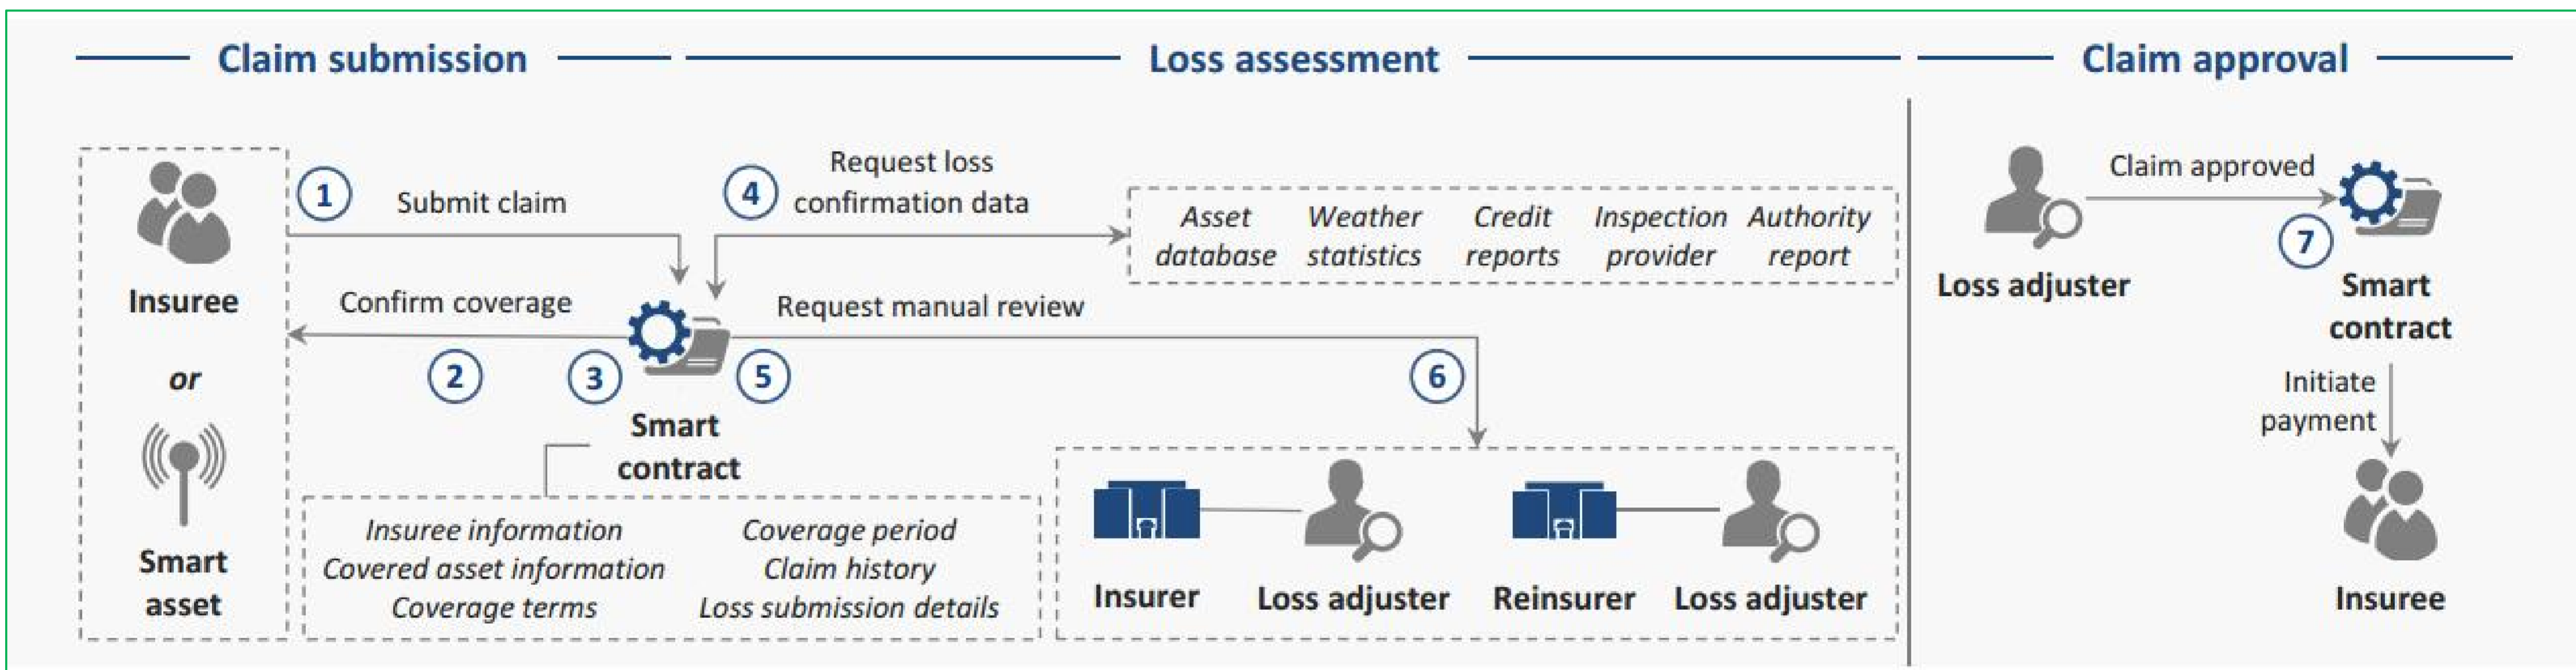 Claim submission
Loss assessment
Claim approval
1
Submit claim
Insuree
or
Smart
asset
Confirm coverage
2
3
Smart
contract
Insuree information
Covered asset information
Coverage terms
Coverage period
Claim history
Loss submission details
4
Request loss
confirmation data
Asset
database
Weather
statistics
Credit
reports
Inspection
provider
Authority
report
5
Request manual review
6
Insurer
Loss adjuster
Reinsurer
Loss adjuster
Loss adjuster
Claim approved
7
Smart
contract
Initiate
payment
Insuree